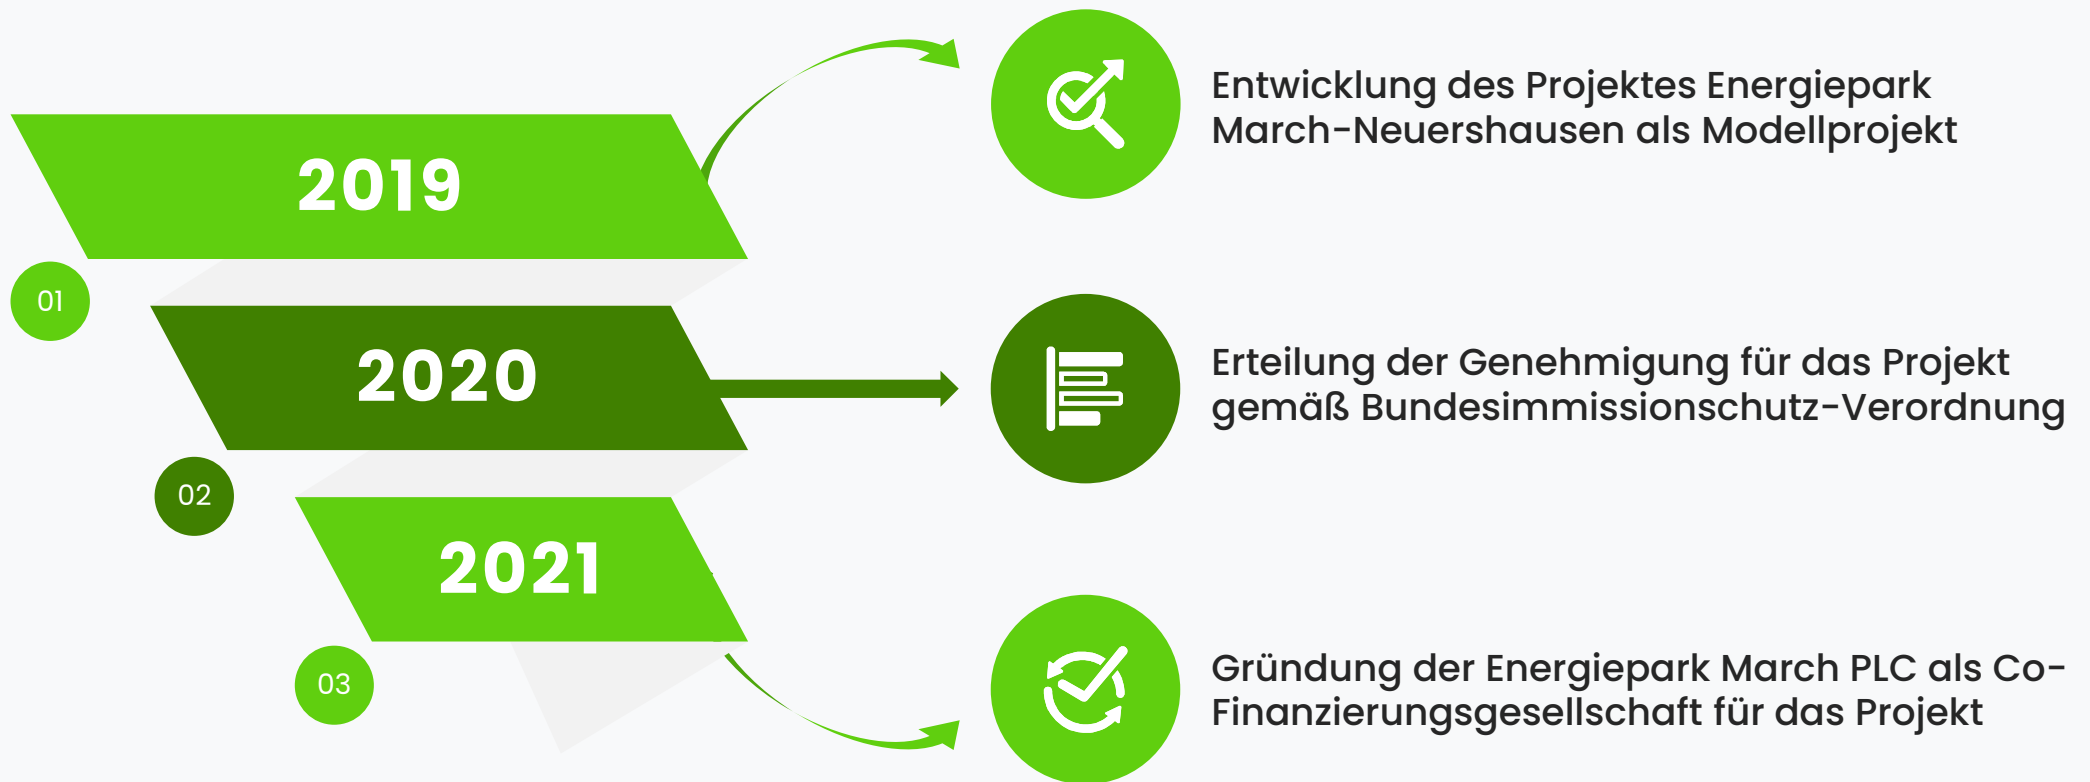 2019
Entwicklung des Projektes Energiepark
March-Neuershausen als Modellprojekt
01
2020
Erteilung der Genehmigung für das Projekt
gemäß Bundesimmissionschutz-Verordnung
02
2021
Gründung der Energiepark March PLC als Co-
Finanzierungsgesellschaft für das Projekt
03